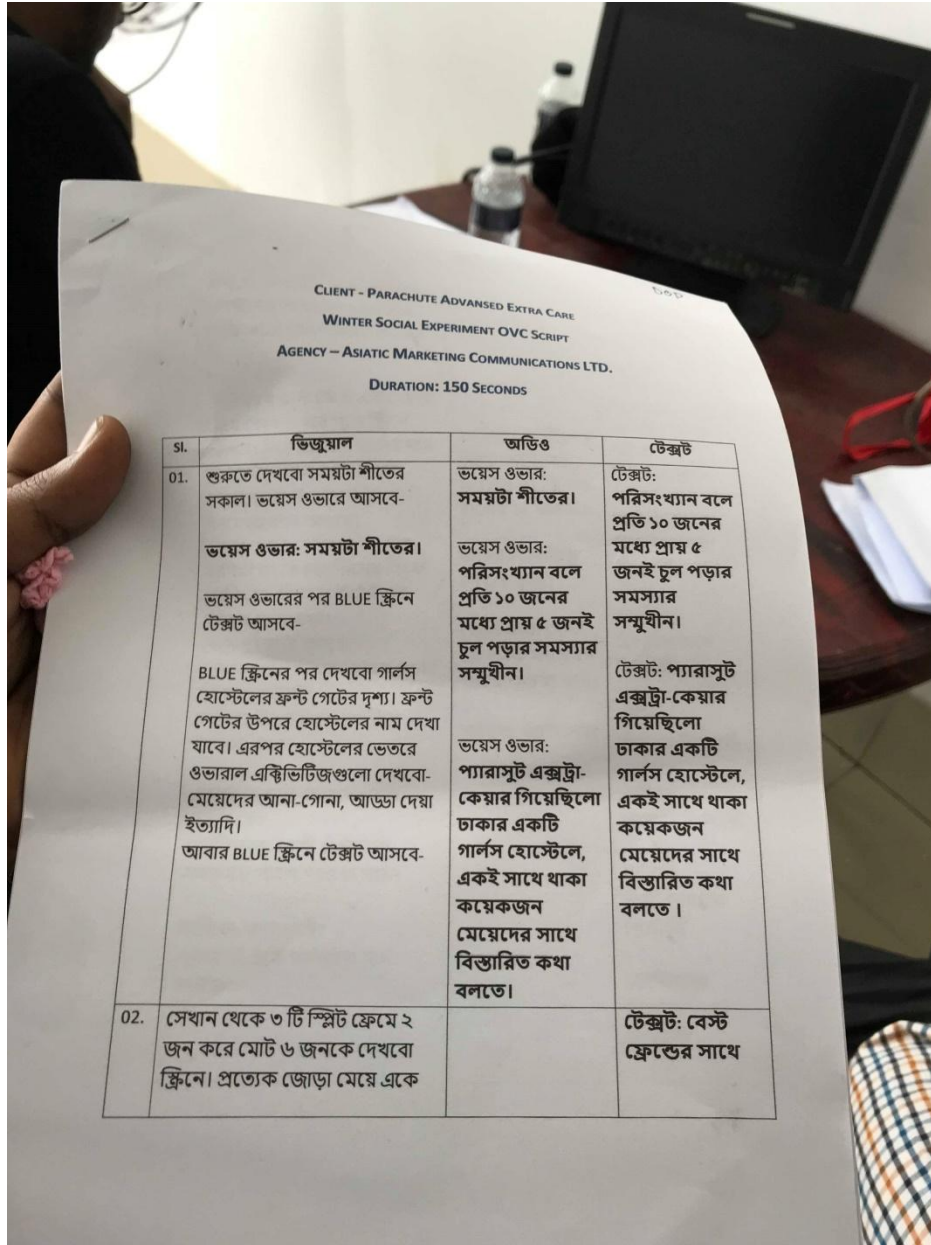 CLIENT - PARACHUTE ADVANSED EXTRA CARE
WINTER SOCIAL EXPERIMENT OVC SCRIPT
AGENCY – ASIATIC MARKETING COMMUNICATIONS LTD.
DURATION: 150 SECONDS
Sl.
ভিজুয়াল
অডিও
টেক্সট
01.
শুরুতে দেখবো সময়টা শীতের
সকাল। ভয়েস ওভারে আসবে-
ভয়েস ওভার: সময়টা শীতের।
ভয়েস ওভারের পর BLUE স্ক্রিনে
টেক্সট আসবে-
BLUE স্ক্রিনের পর দেখবো গার্লস
হোস্টেলের ফ্রন্ট গেটের দৃশ্য। ফ্রন্ট
গেটের উপরে হোস্টেলের নাম দেখা
যাবে। এরপর হোস্টেলের ভেতরে
ওভারাল এক্টিভিটিজগুলো দেখবো-
মেয়েদের আনা-গোনা, আড্ডা দেয়া
ইত্যাদি।
আবার BLUE স্ক্রিনে টেক্সট আসবে-
ভয়েস ওভার:
সময়টা শীতের।
ভয়েস ওভার:
পরিসংখ্যান বলে
প্রতি ১০ জনের
মধ্যে প্রায় ৫ জনই
চুল পড়ার সমস্যার
সম্মুখীন।
ভয়েস ওভার:
প্যারাসুট এক্সট্রা-
কেয়ার গিয়েছিলো
ঢাকার একটি
গার্লস হোস্টেলে,
একই সাথে থাকা
কয়েকজন
মেয়েদের সাথে
বিস্তারিত কথা
বলতে।
টেক্সট:
পরিসংখ্যান বলে
প্রতি ১০ জনের
মধ্যে প্রায় ৫
জনই চুল পড়ার
সমস্যার
সম্মুখীন।
টেক্সট: প্যারাসুট
এক্সট্রা-কেয়ার
গিয়েছিলো
ঢাকার একটি
গার্লস হোস্টেলে,
একই সাথে থাকা
কয়েকজন
মেয়েদের সাথে
বিস্তারিত কথা
বলতে ।
02.
সেখান থেকে ৩ টি স্প্লিট ফ্রেমে ২
জন করে মোট ৬ জনকে দেখবো
স্ক্রিনে। প্রত্যেক জোড়া মেয়ে একে
টেক্সট: বেস্ট
ফ্রেন্ডের সাথে